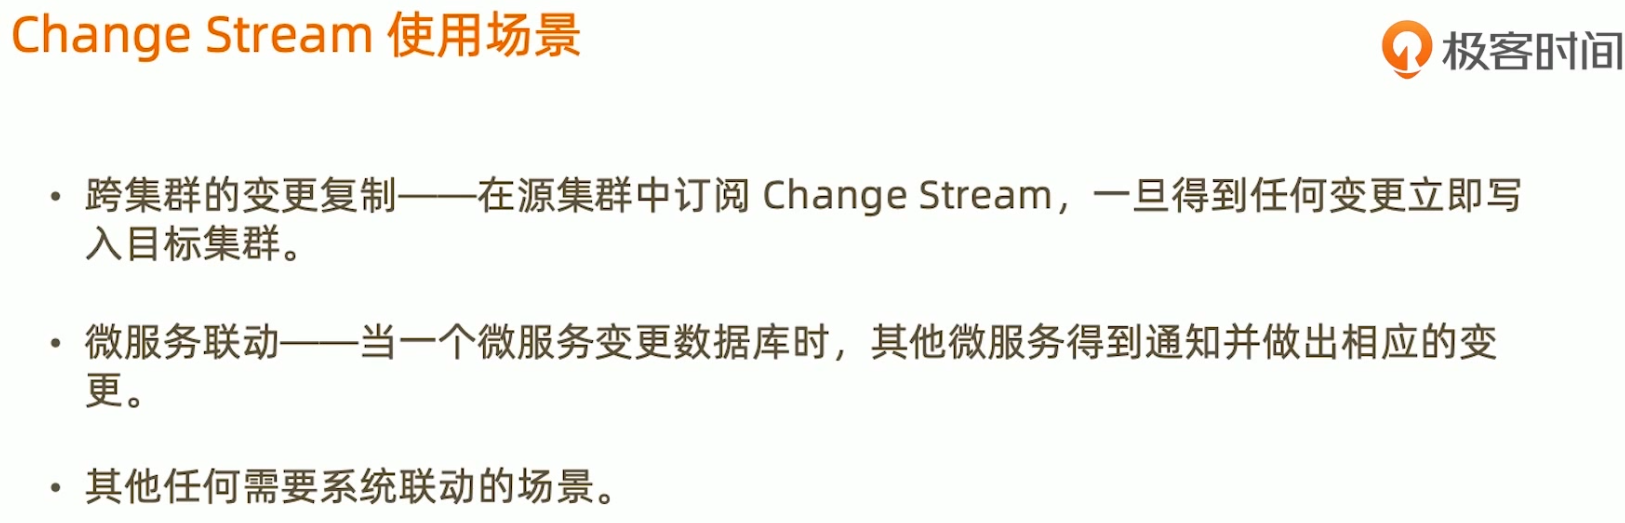 Change Stream 使用场景
极客时间
• 跨集群的变更复制——在源集群中订阅 Change Stream，一旦得到任何变更立即写
入目标集群。
• 微服务联动——当一个微服务变更数据库时，其他微服务得到通知并做出相应的变
更。
• 其他任何需要系统联动的场景。